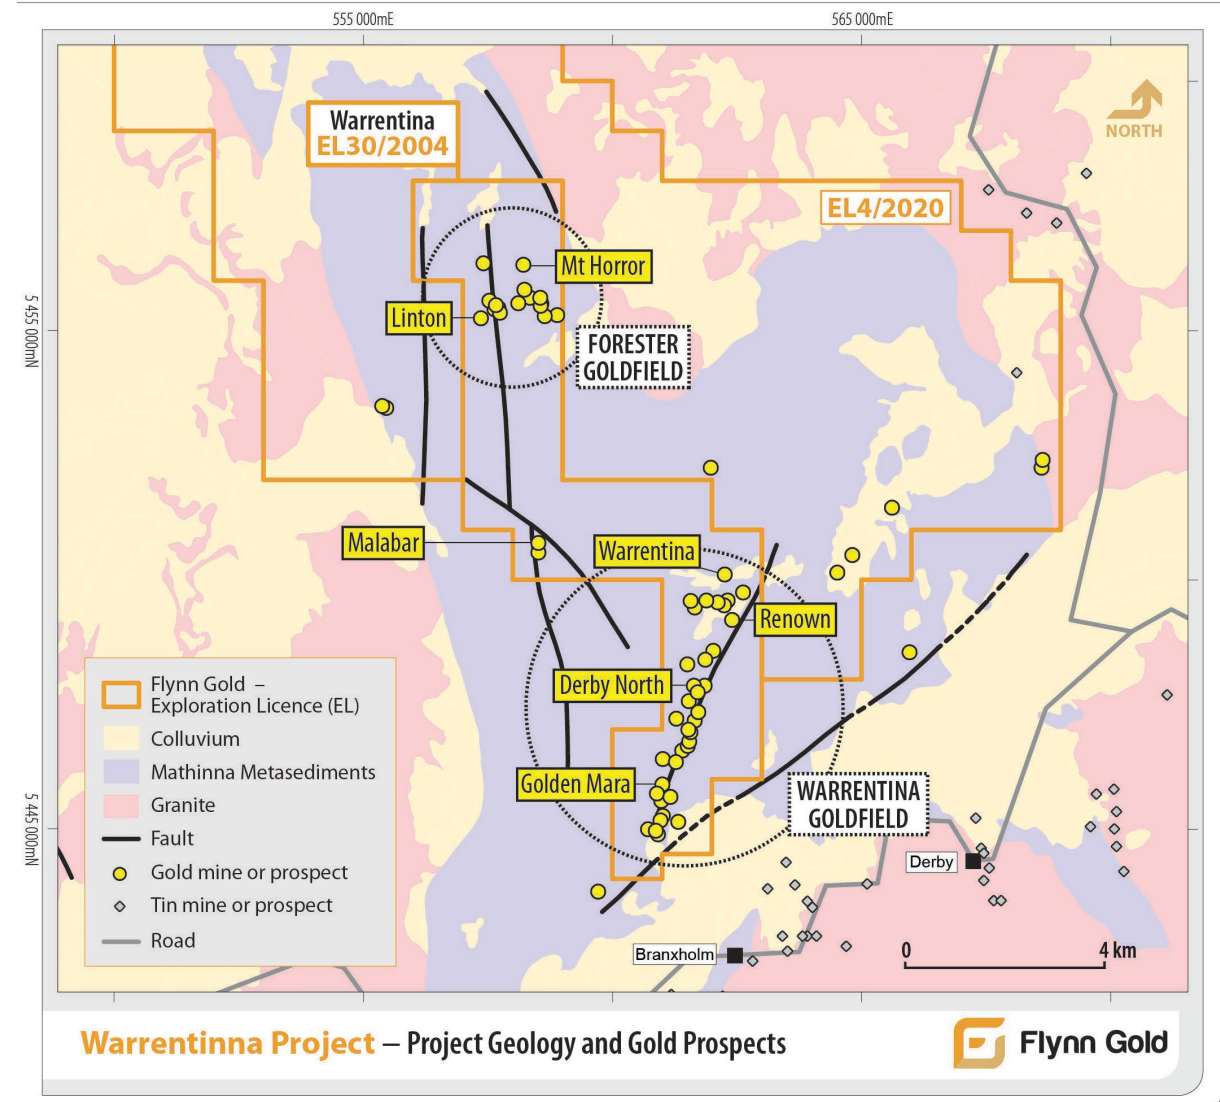 555 000mE
565 000mE
Warrentina
EL30/2004
NORTH
EL4/2020
Mt Horror
Linton
5 455 000mN
FORESTER
GOLDFIELD
Malabar
Warrentina
Renown
Derby North
Golden Mara
WARRENTINA
GOLDFIELD
5 445 000mN
Derby
Branxholm
0 4 km
Flynn Gold –
Exploration Licence (EL)
Colluvium
Mathinna Metasediments
Granite
Fault
Gold mine or prospect
Tin mine or prospect
Road
Warrentinna Project – Project Geology and Gold Prospects
Flynn Gold